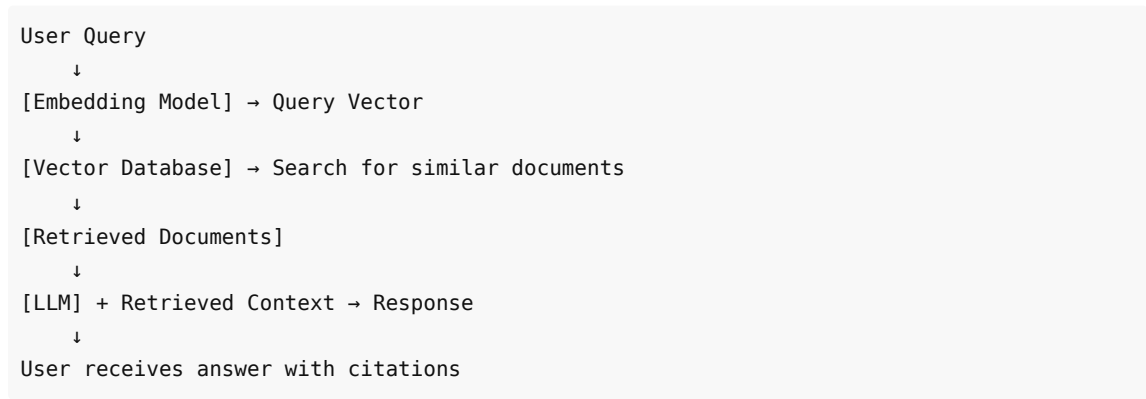 User Query
↓
[Embedding Model] → Query Vector
↓
[Vector Database] → Search for similar documents
↓
[Retrieved Documents]
↓
[LLM] + Retrieved Context → Response
↓
User receives answer with citations